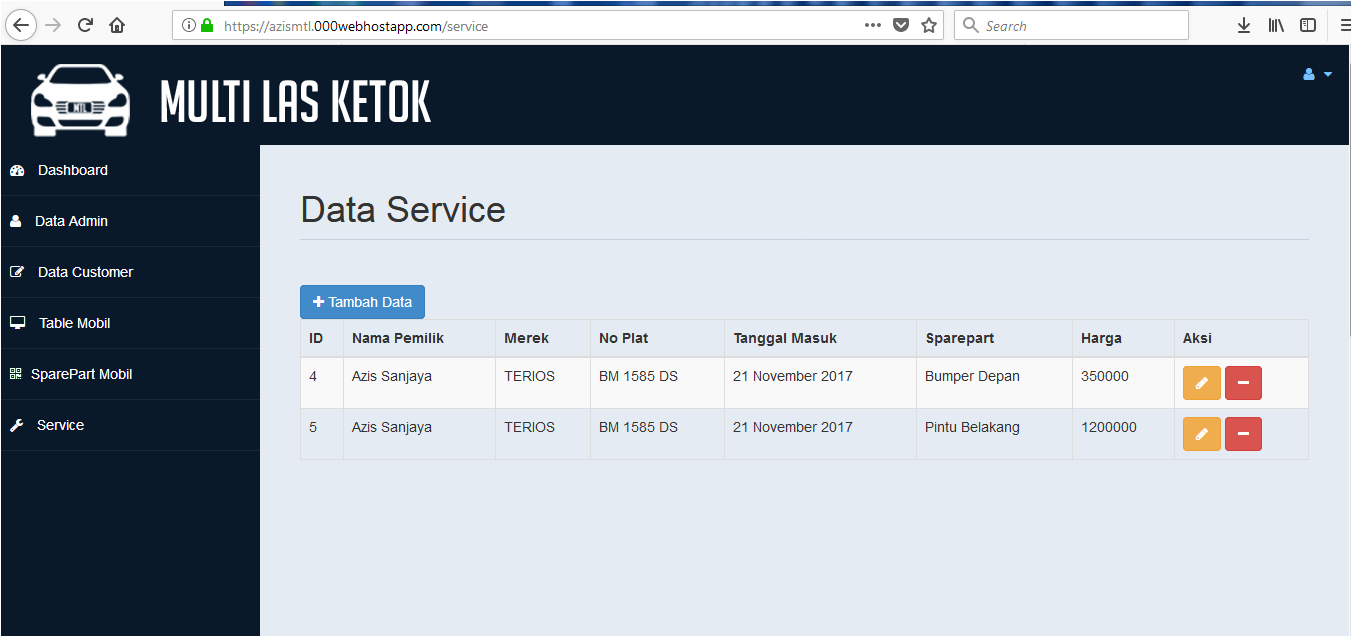 https://azismtl.000webhostapp.com/service
Search
MTL
MULTI LAS KETOK
Dashboard
Data Admin
Data Customer
Table Mobil
SparePart Mobil
Service
Data Service
Tambah Data
ID Nama Pemilik Merek No Plat Tanggal Masuk Sparepart Harga Aksi
4 Azis Sanjaya TERIOS BM 1585 DS 21 November 2017 Bumper Depan 350000
5 Azis Sanjaya TERIOS BM 1585 DS 21 November 2017 Pintu Belakang 1200000